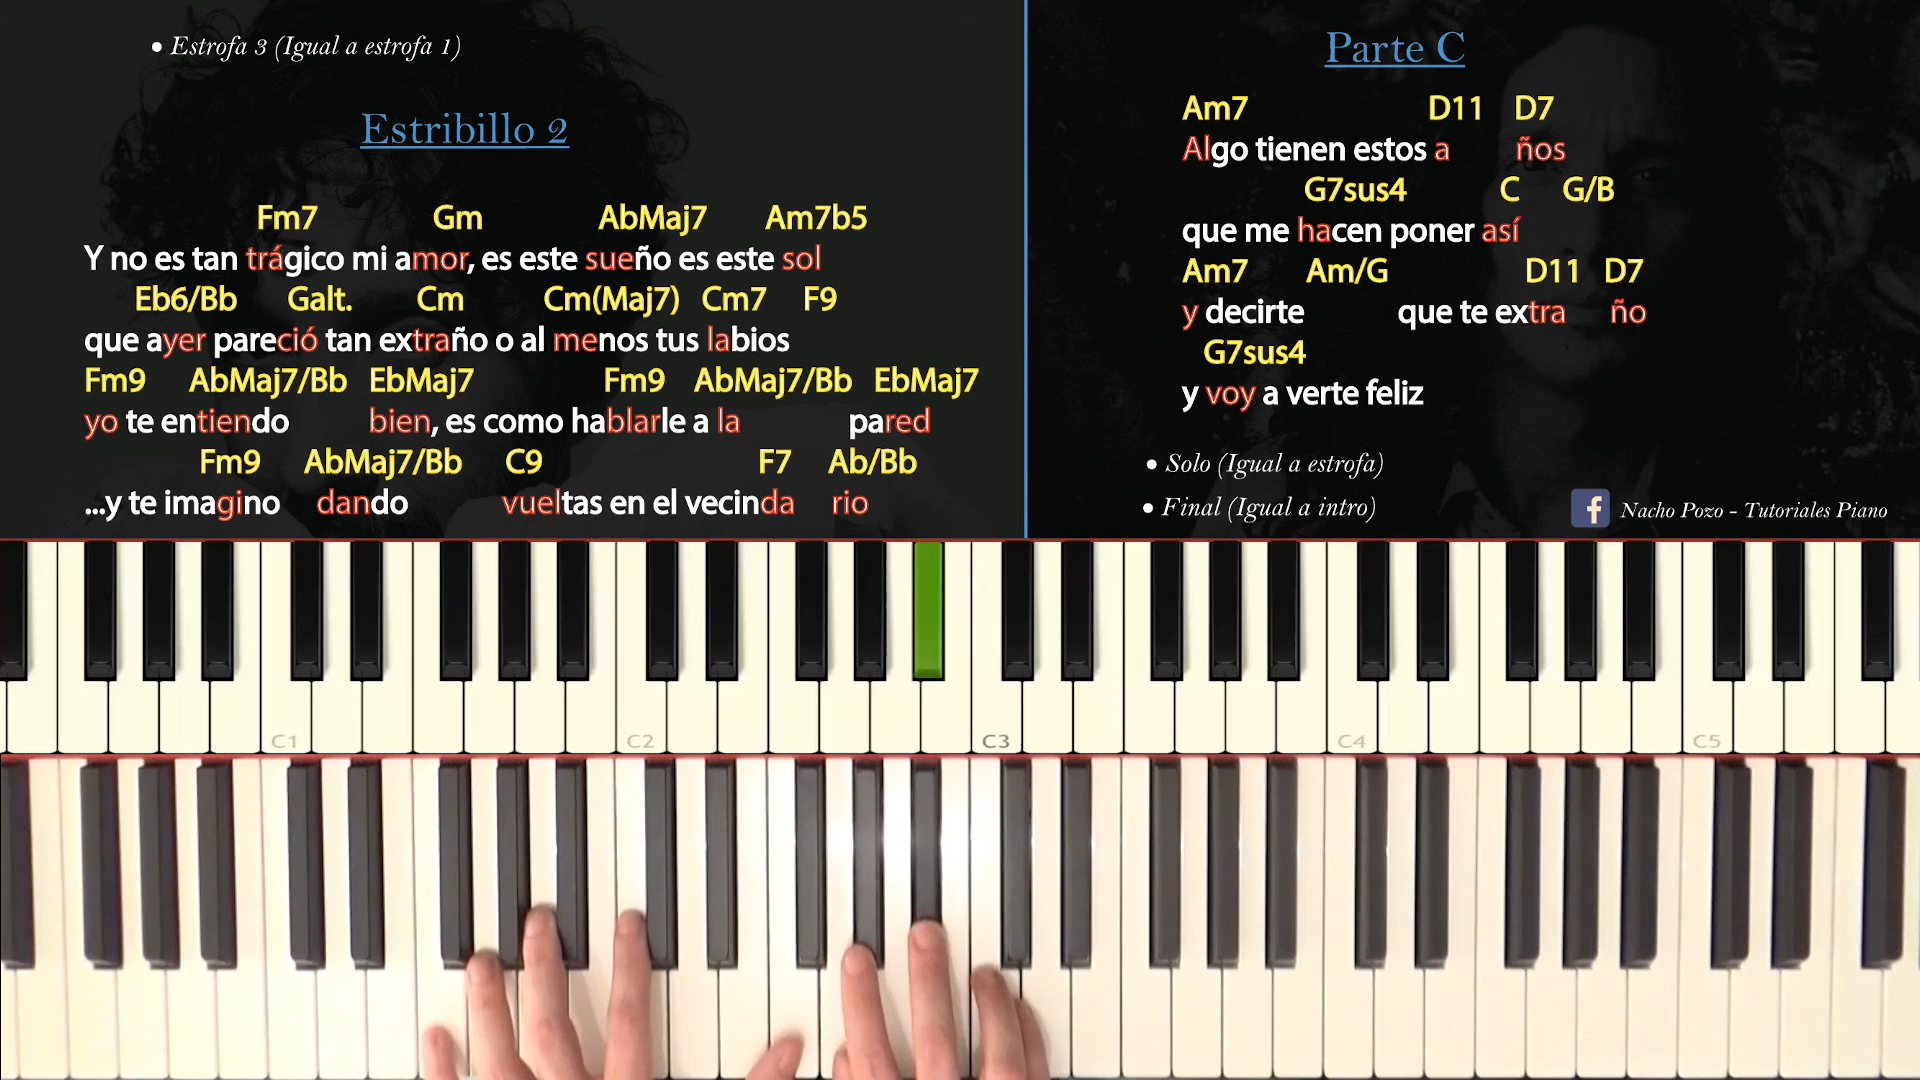 • Estrofa 3 (Igual a estrofa 1)
Estribillo 2
Fm7 Gm AbMaj7 Am7b5
Y no es tan trágico mi amor, es este sueño es este sol
Eb6/Bb Galt. Cm Cm(Maj7) Cm7 F9
que ayer pareció tan extraño o al menos tus labios
Fm9 AbMaj7/Bb EbMaj7 Fm9 AbMaj7/Bb EbMaj7
yo te entiendo bien, es como hablarle a la pared
Fm9 AbMaj7/Bb C9 F7 Ab/Bb
...y te imagino dando vueltas en el vecinda rio
Parte C
Am7 D11 D7
Algo tienen estos a ños
G7sus4 C G/B
que me hacen poner así
Am7 Am/G D11 D7
y decirte que te extra ño
G7sus4
y voy a verte feliz
• Solo (Igual a estrofa)
• Final (Igual a intro)
f Nacho Pozo - Tutoriales Piano
C1 C2 C3 C4 C5